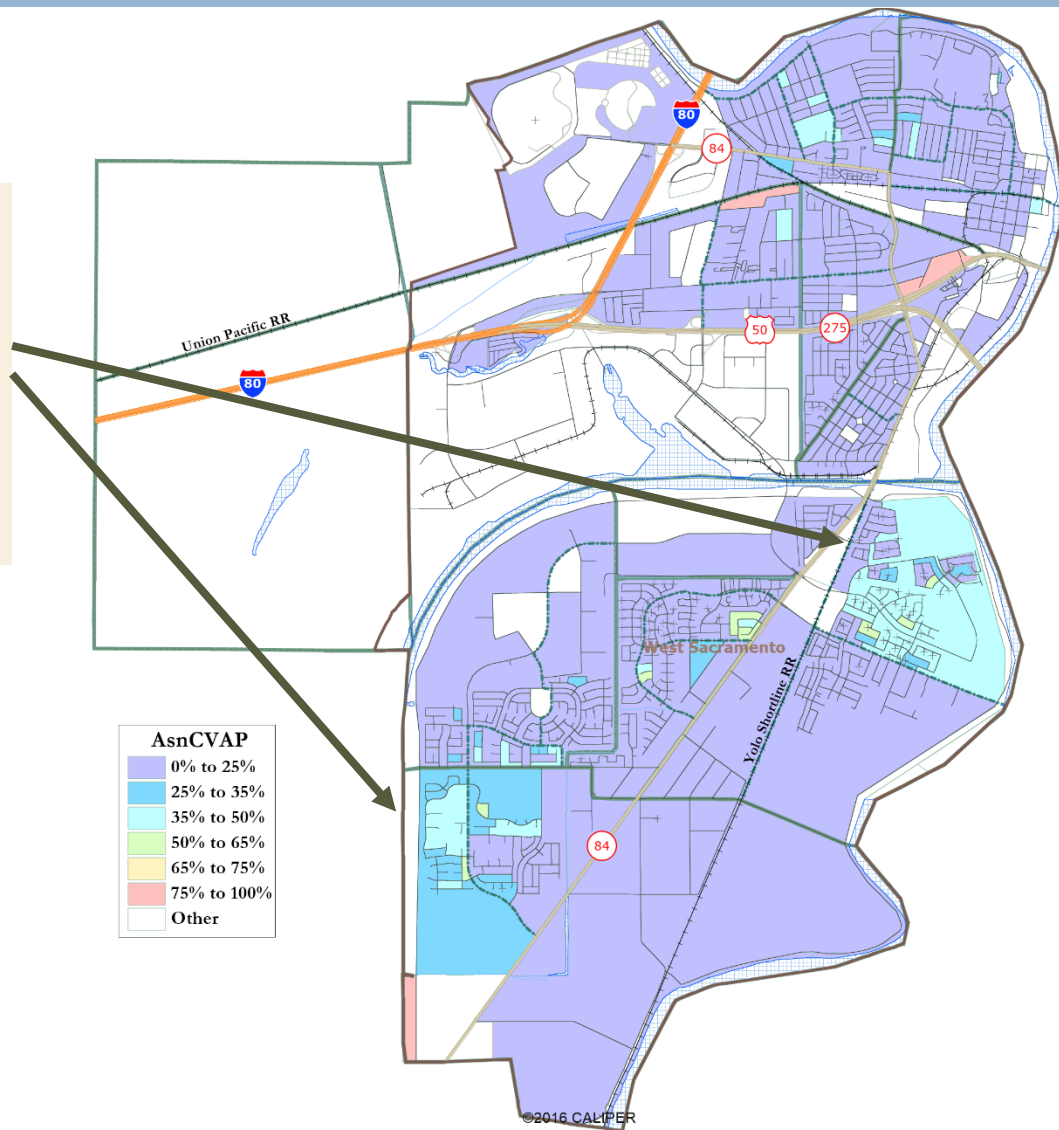 80
84
Union Pacific RR
50
275
80
West Sacramento
Yolo Shortline RR
AsnCVAP
0% to 25%
25% to 35%
35% to 50%
50% to 65%
65% to 75%
75% to 100%
Other
84
©2016 CALIPER